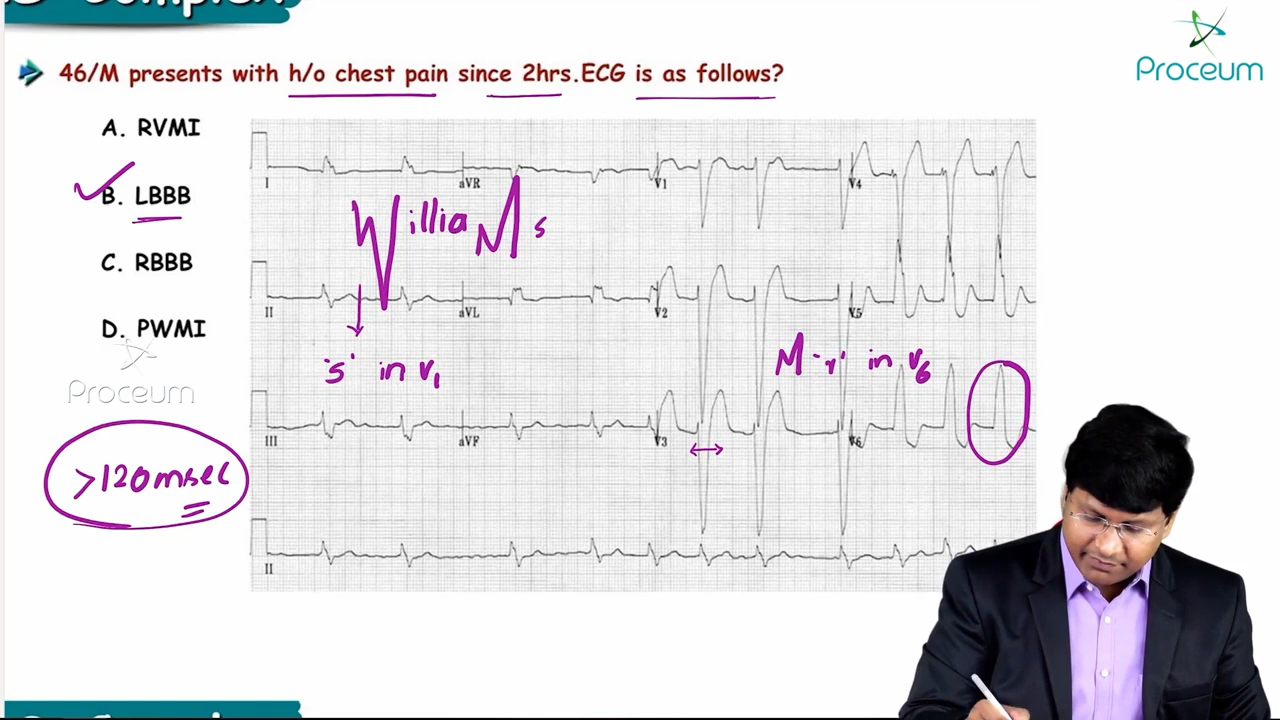 Complex
Proceum
46/M presents with h/o chest pain since 2hrs.ECG is as follows?
A. RVMI
B. LBBB
C. RBBB
D. PWMI
Proceum
>120msec
WilliaMs
's' in V1
M-'r' in V6
I
aVR
V1
V4
II
aVL
V2
V5
III
aVF
V3
V6
II